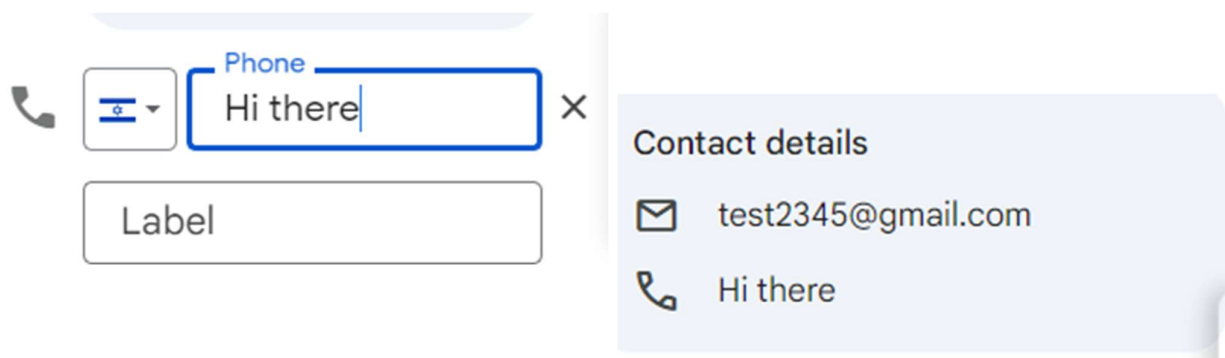 Phone
Hi there
Label
Contact details
test2345@gmail.com
Hi there